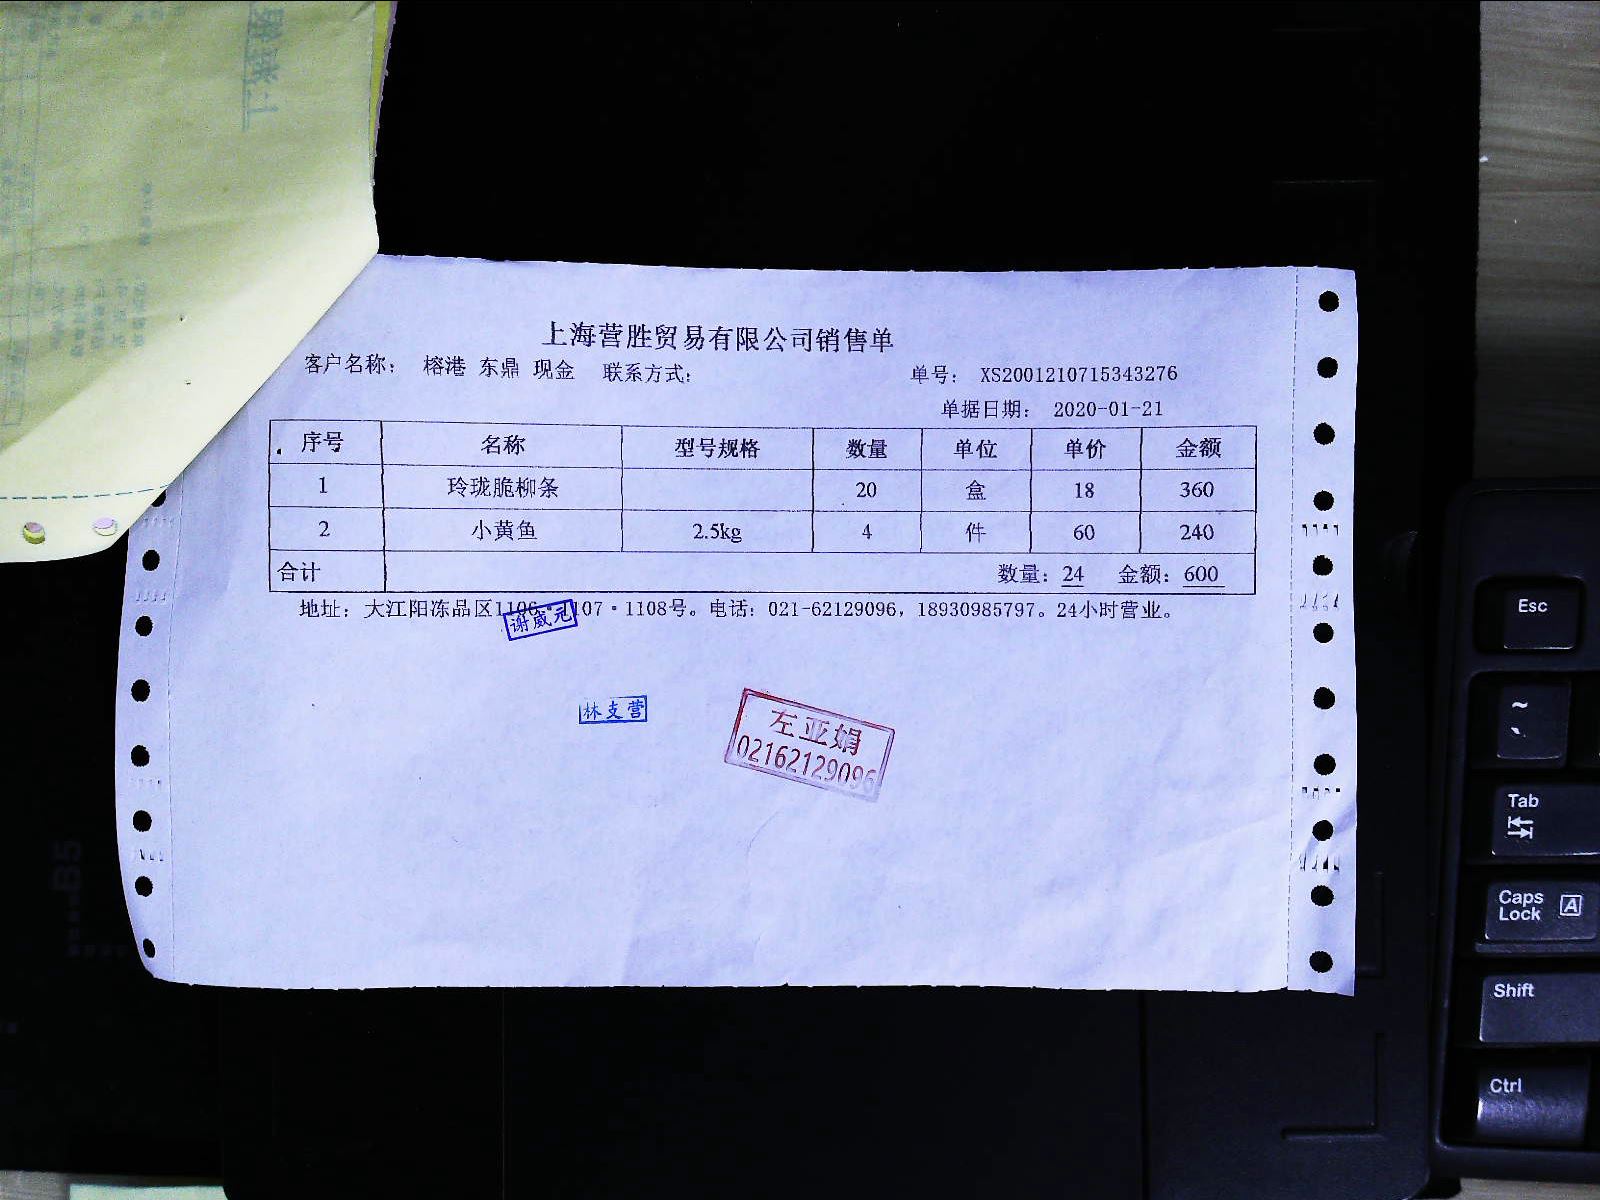 上海营胜贸易有限公司销售单
客户名称： 榕港 东鼎 现金 联系方式： 单号： XS2001210715343276
单据日期： 2020-01-21
序号 名称 型号规格 数量 单位 单价 金额
1 玲珑脆柳条 20 盒 18 360
2 小黄鱼 2.5kg 4 件 60 240
合计 数量：24 金额：600
地址：大江阳冻品区1106·1107·1108号。电话：021-62129096，18930985797。24小时营业。
谢威元
林支营
左亚娟
02162129096
B5
Esc
~
`
Tab
Caps Lock A
Shift
Ctrl